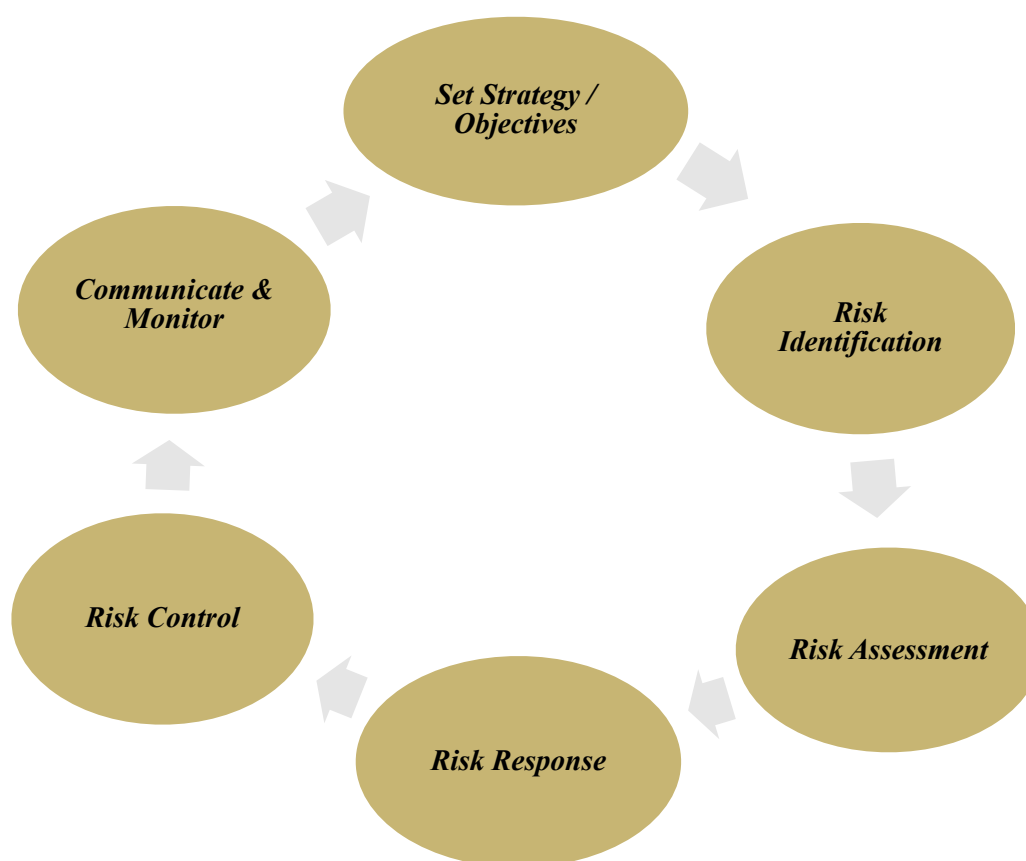 Set Strategy /
Objectives
Risk
Identification
Risk Assessment
Risk Response
Risk Control
Communicate &
Monitor